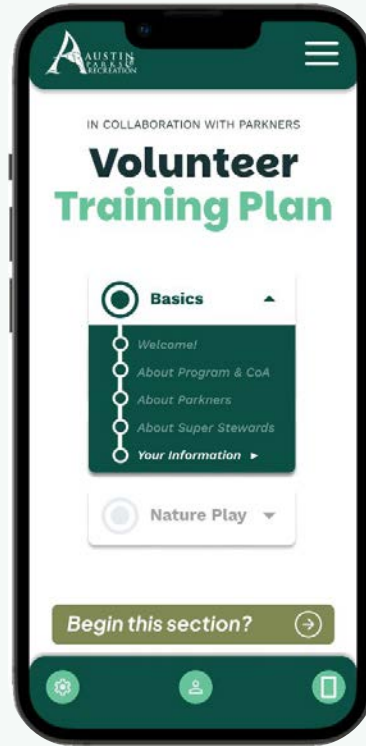 AUSTIN
PARKS &
RECREATION
IN COLLABORATION WITH PARKNERS
Volunteer
Training Plan
Basics
Welcome!
About Program & CoA
About Parkners
About Super Stewards
Your Information ►
Nature Play
Begin this section?